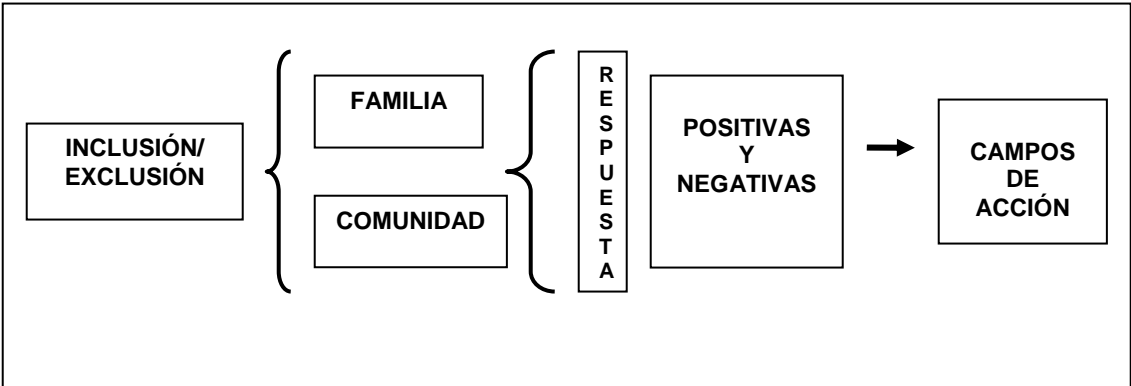 INCLUSIÓN/
EXCLUSIÓN
FAMILIA
COMUNIDAD
RESPUESTA
POSITIVAS
Y
NEGATIVAS
CAMPOS
DE
ACCIÓN